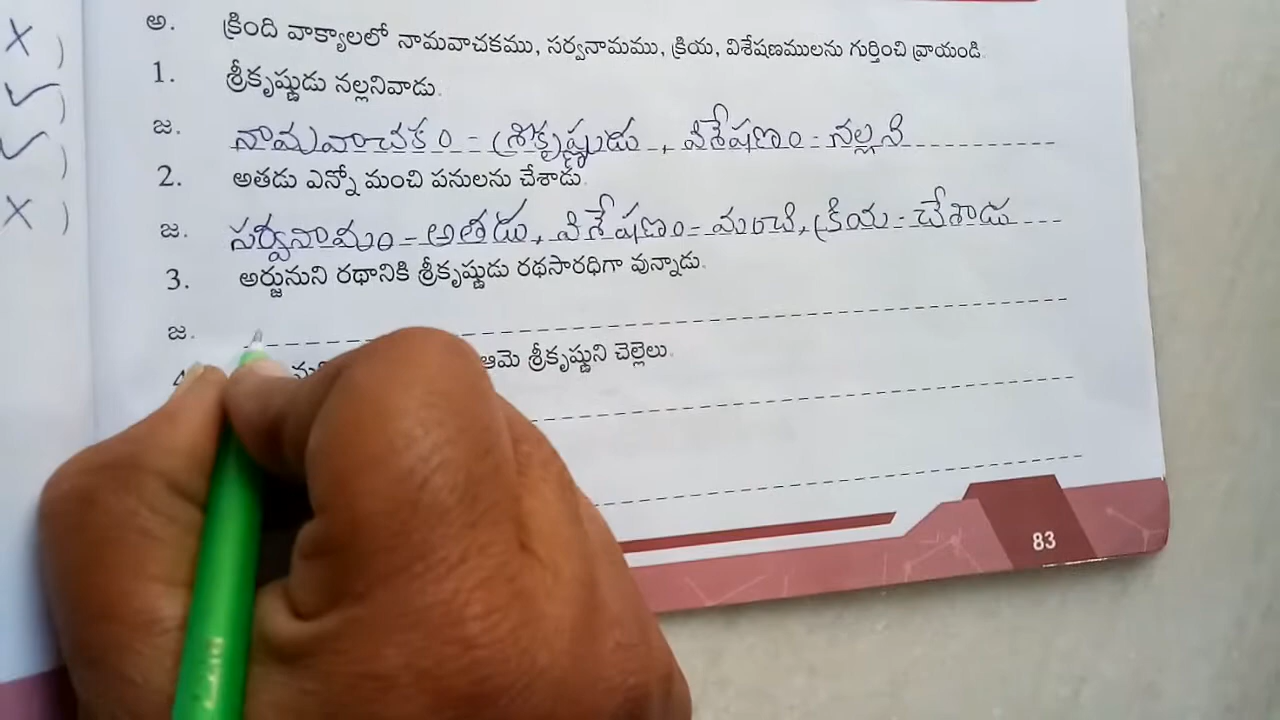 × )
అ. క్రింది వాక్యాలలో నామవాచకము, సర్వనామము, క్రియ, విశేషణములను గుర్తించి వ్రాయండి.
1. శ్రీకృష్ణుడు నల్లనివాడు.
✓ )
జ. నామవాచకం - శ్రీకృష్ణుడు, విశేషణం - నల్లని
✓ )
2. అతడు ఎన్నో మంచి పనులను చేశాడు.
× )
జ. సర్వనామం - అతడు, విశేషణం - మంచి, క్రియ - చేశాడు
3. అర్జునుని రథానికి శ్రీకృష్ణుడు రథసారధిగా వున్నాడు.
జ.
ఆమె శ్రీకృష్ణుని చెల్లెలు.
83